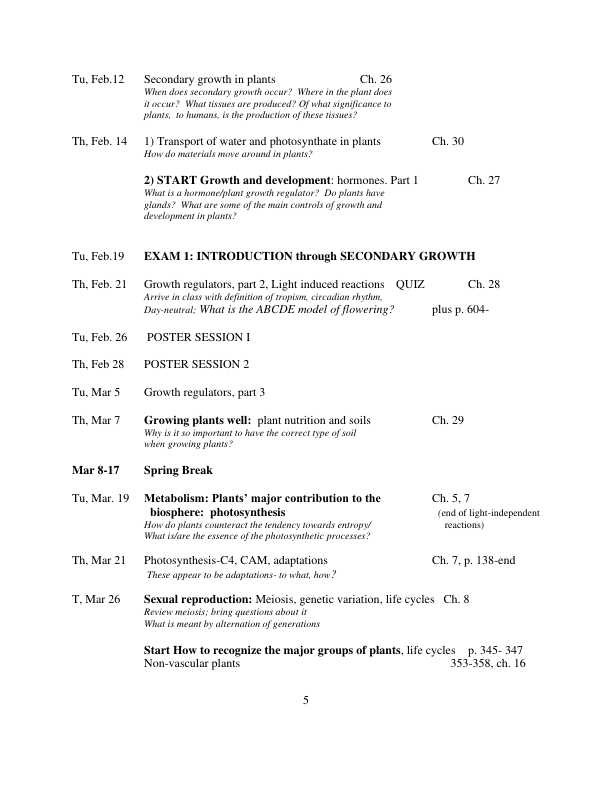 Tu, Feb.12 Secondary growth in plants Ch. 26
When does secondary growth occur? Where in the plant does
it occur? What tissues are produced? Of what significance to
plants, to humans, is the production of these tissues?
Th, Feb. 14 1) Transport of water and photosynthate in plants Ch. 30
How do materials move around in plants?
2) START Growth and development: hormones. Part 1 Ch. 27
What is a hormone/plant growth regulator? Do plants have
glands? What are some of the main controls of growth and
development in plants?
Tu, Feb.19 EXAM 1: INTRODUCTION through SECONDARY GROWTH
Th, Feb. 21 Growth regulators, part 2, Light induced reactions QUIZ Ch. 28
Arrive in class with definition of tropism, circadian rhythm,
Day-neutral; What is the ABCDE model of flowering? plus p. 604-
Tu, Feb. 26 POSTER SESSION I
Th, Feb 28 POSTER SESSION 2
Tu, Mar 5 Growth regulators, part 3
Th, Mar 7 Growing plants well: plant nutrition and soils Ch. 29
Why is it so important to have the correct type of soil
when growing plants?
Mar 8-17 Spring Break
Tu, Mar. 19 Metabolism: Plants' major contribution to the Ch. 5, 7
biosphere: photosynthesis (end of light-independent
How do plants counteract the tendency towards entropy/ reactions)
What is/are the essence of the photosynthetic processes?
Th, Mar 21 Photosynthesis-C4, CAM, adaptations Ch. 7, p. 138-end
These appear to be adaptations- to what, how?
T, Mar 26 Sexual reproduction: Meiosis, genetic variation, life cycles Ch. 8
Review meiosis; bring questions about it
What is meant by alternation of generations
Start How to recognize the major groups of plants, life cycles p. 345- 347
Non-vascular plants 353-358, ch. 16
5